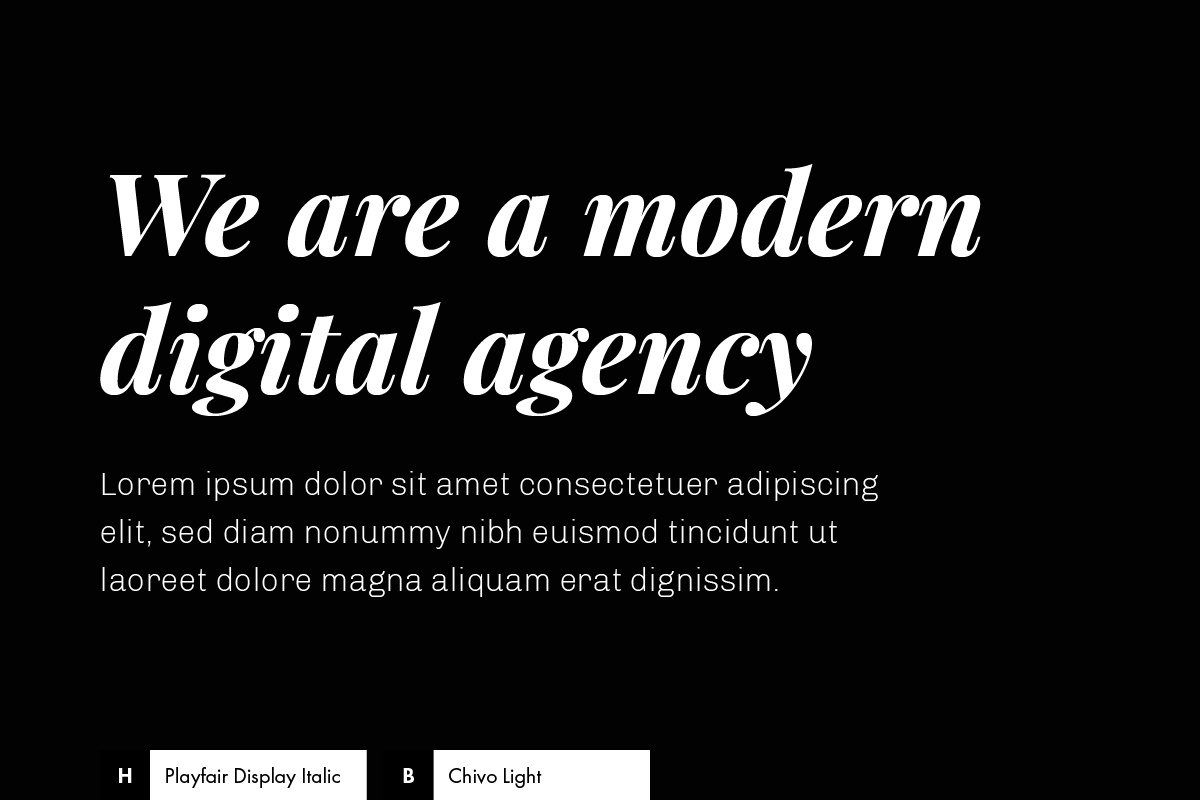 We are a modern
digital agency
Lorem ipsum dolor sit amet consectetuer adipiscing
elit, sed diam nonummy nibh euismod tincidunt ut
laoreet dolore magna aliquam erat dignissim.
H Playfair Display Italic B Chivo Light